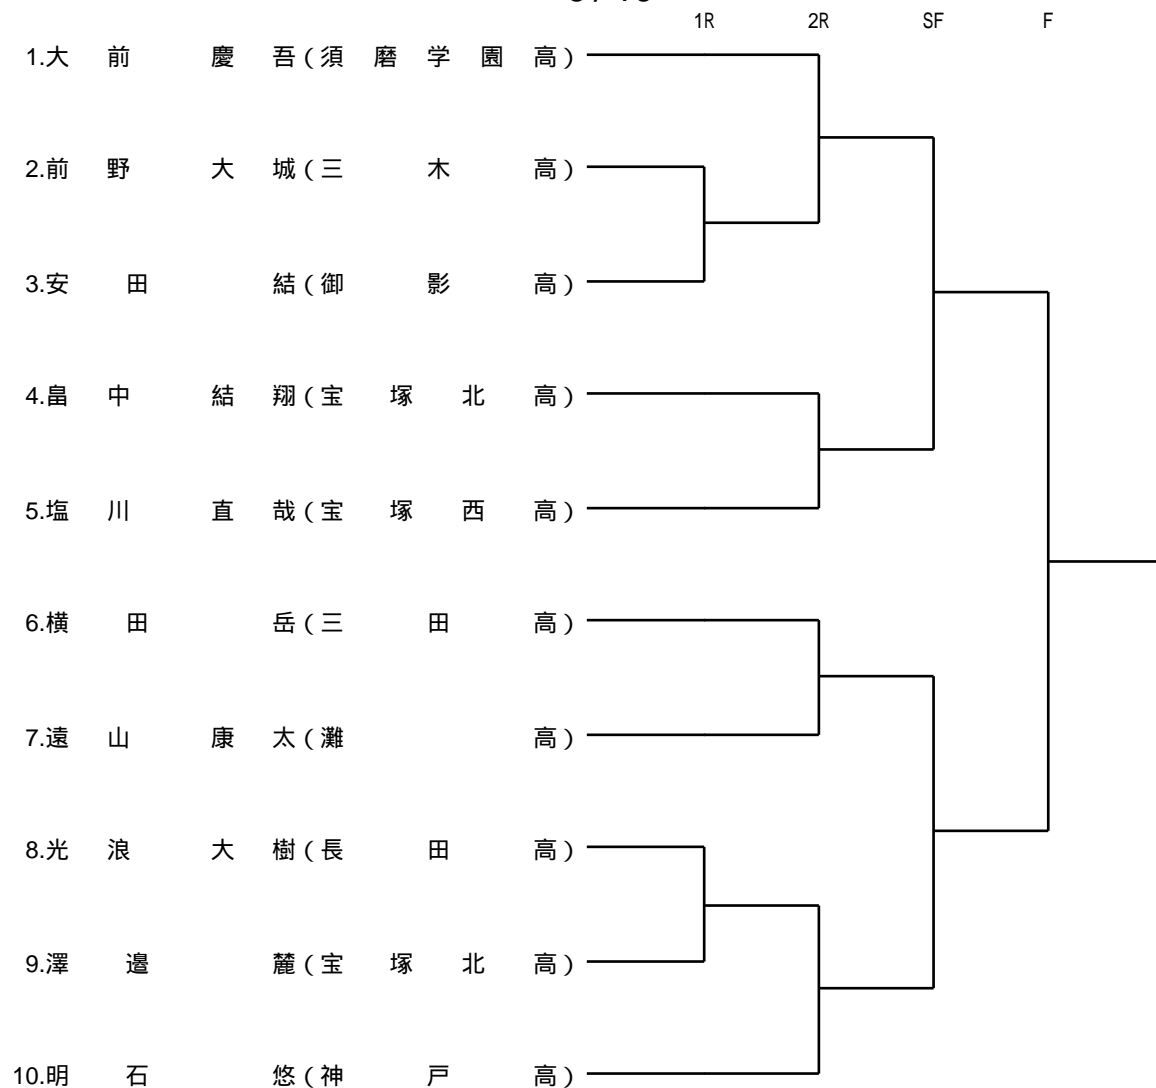 1R 2R SF F
1.大前 慶吾(須磨学園高)
2.前野 大城(三木高)
3.安田 結(御影高)
4.畠中 結翔(宝塚北高)
5.塩川 直哉(宝塚西高)
6.横田 岳(三田高)
7.遠山 康太(灘高)
8.光浪 大樹(長田高)
9.澤邉 麓(宝塚北高)
10.明石 悠(神戸高)